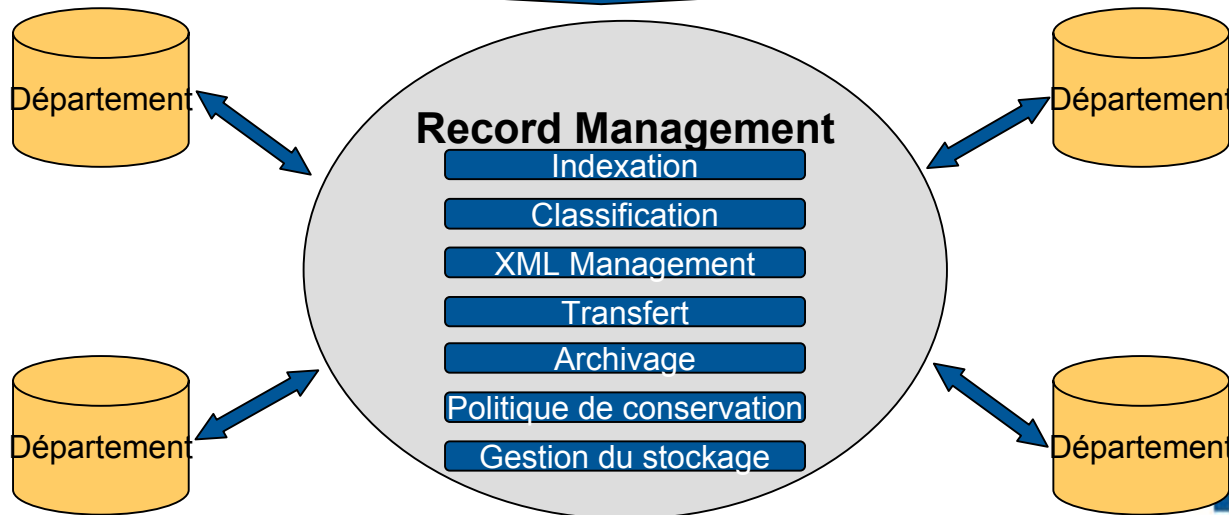 Département
Département
Record Management
Indexation
Classification
XML Management
Transfert
Archivage
Politique de conservation
Gestion du stockage
Département
Département